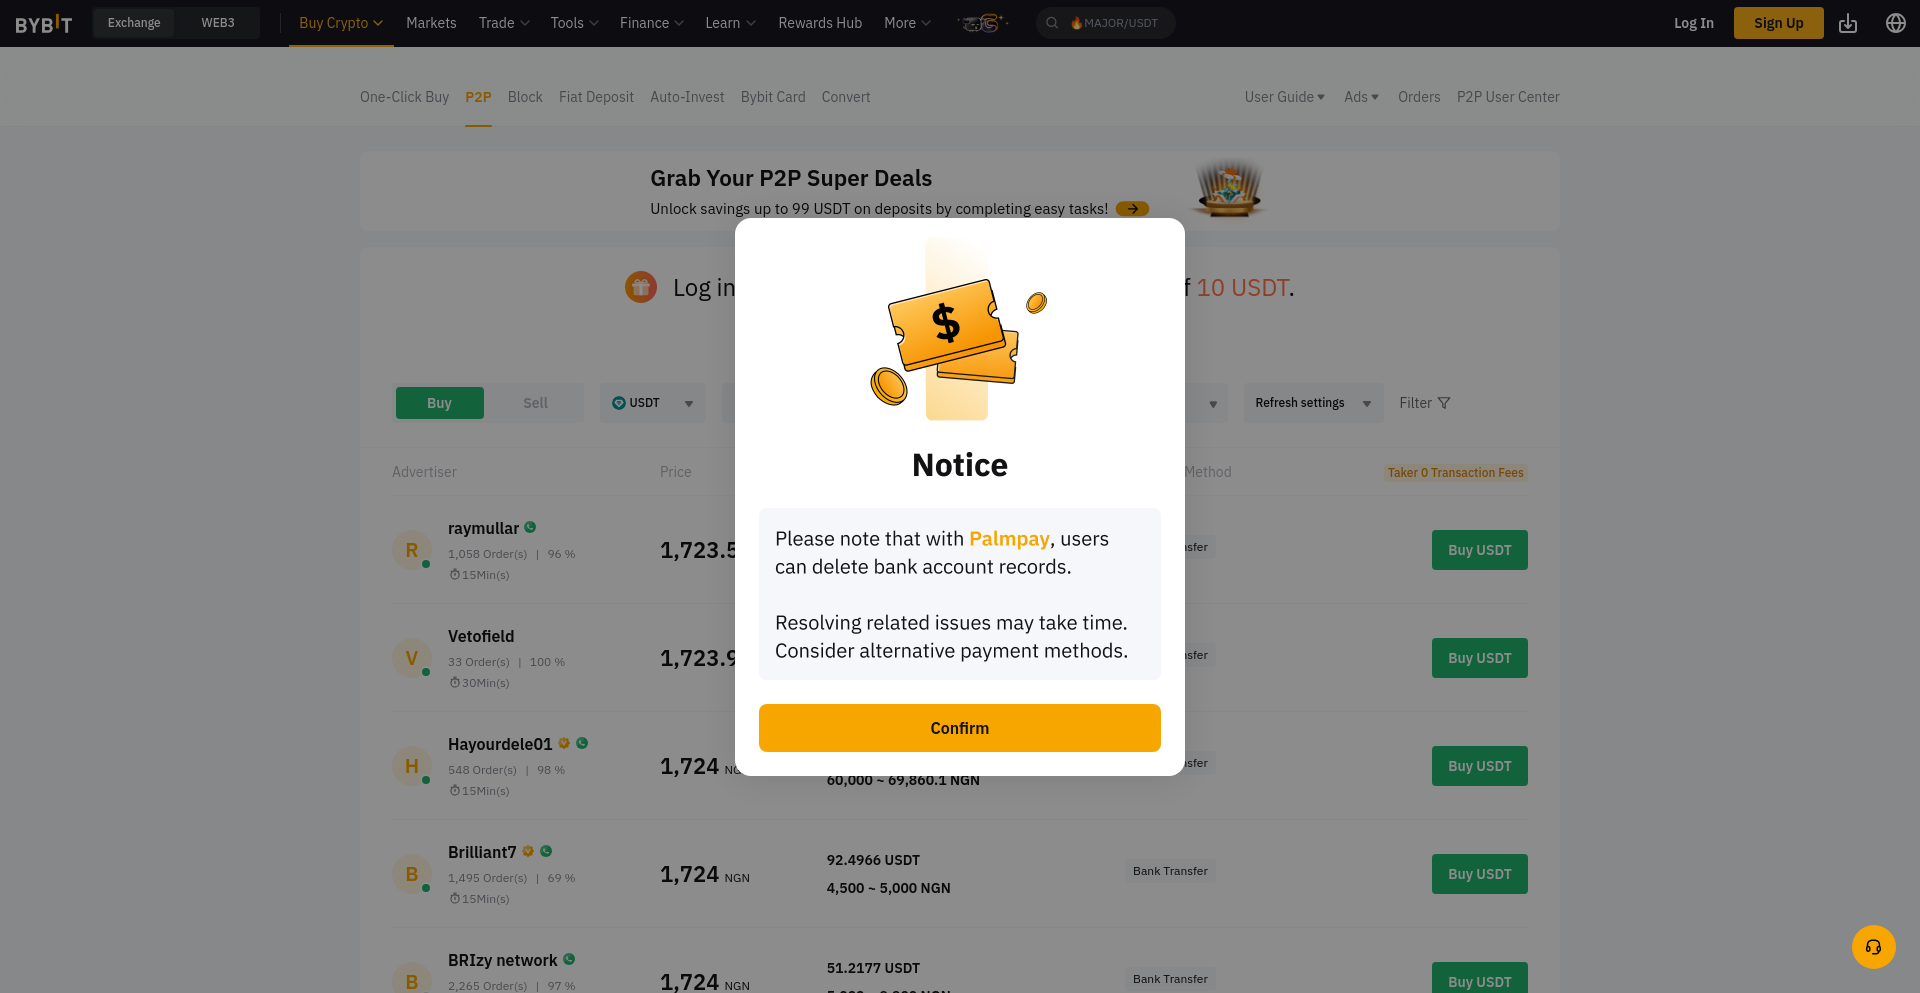 BYBIT
Exchange WEB3 Buy Crypto Markets Trade Tools Finance Learn Rewards Hub More MAJOR/USDT Log In Sign Up
One-Click Buy P2P Block Fiat Deposit Auto-Invest Bybit Card Convert User Guide Ads Orders P2P User Center
Grab Your P2P Super Deals
Unlock savings up to 99 USDT on deposits by completing easy tasks!
Log in 10 USDT.
Buy Sell USDT Refresh settings Filter
Advertiser Price Method Taker 0 Transaction Fees
R raymullar
1,058 Order(s) | 96 %
15Min(s)
1,723.5
Buy USDT
V Vetofield
33 Order(s) | 100 %
30Min(s)
1,723.9
Buy USDT
H Hayourdele01
548 Order(s) | 98 %
15Min(s)
1,724
60,000 ~ 69,860.1 NGN
Buy USDT
B Brilliant7
1,495 Order(s) | 69 %
15Min(s)
1,724 NGN
92.4966 USDT
4,500 ~ 5,000 NGN
Bank Transfer
Buy USDT
B BRIzy network
2,265 Order(s) | 97 %
1,724 NGN
51.2177 USDT
Bank Transfer
Buy USDT
$
Notice
Please note that with Palmpay, users
can delete bank account records.
Resolving related issues may take time.
Consider alternative payment methods.
Confirm